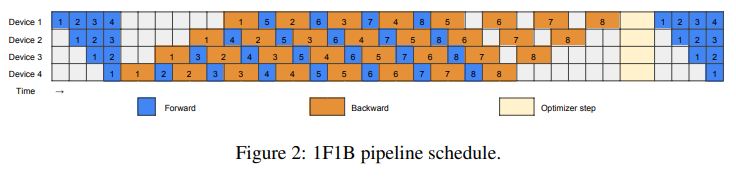 Device 1 1 2 3 4 1 5 2 6 3 7 4 8 5 6 7 8 1 2 3 4
Device 2 1 2 3 1 4 2 5 3 6 4 7 5 8 6 7 8 1 2 3
Device 3 1 2 1 3 2 4 3 5 4 6 5 7 6 8 7 8 1 2
Device 4 1 1 2 2 3 3 4 4 5 5 6 6 7 7 8 8 1
Time →
Forward Backward Optimizer step
Figure 2: 1F1B pipeline schedule.